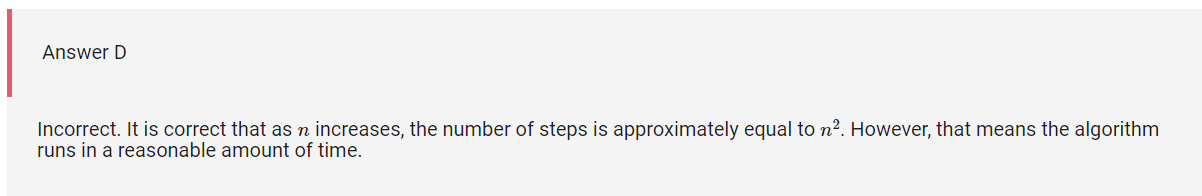 Answer D
Incorrect. It is correct that as n increases, the number of steps is approximately equal to n². However, that means the algorithm
runs in a reasonable amount of time.